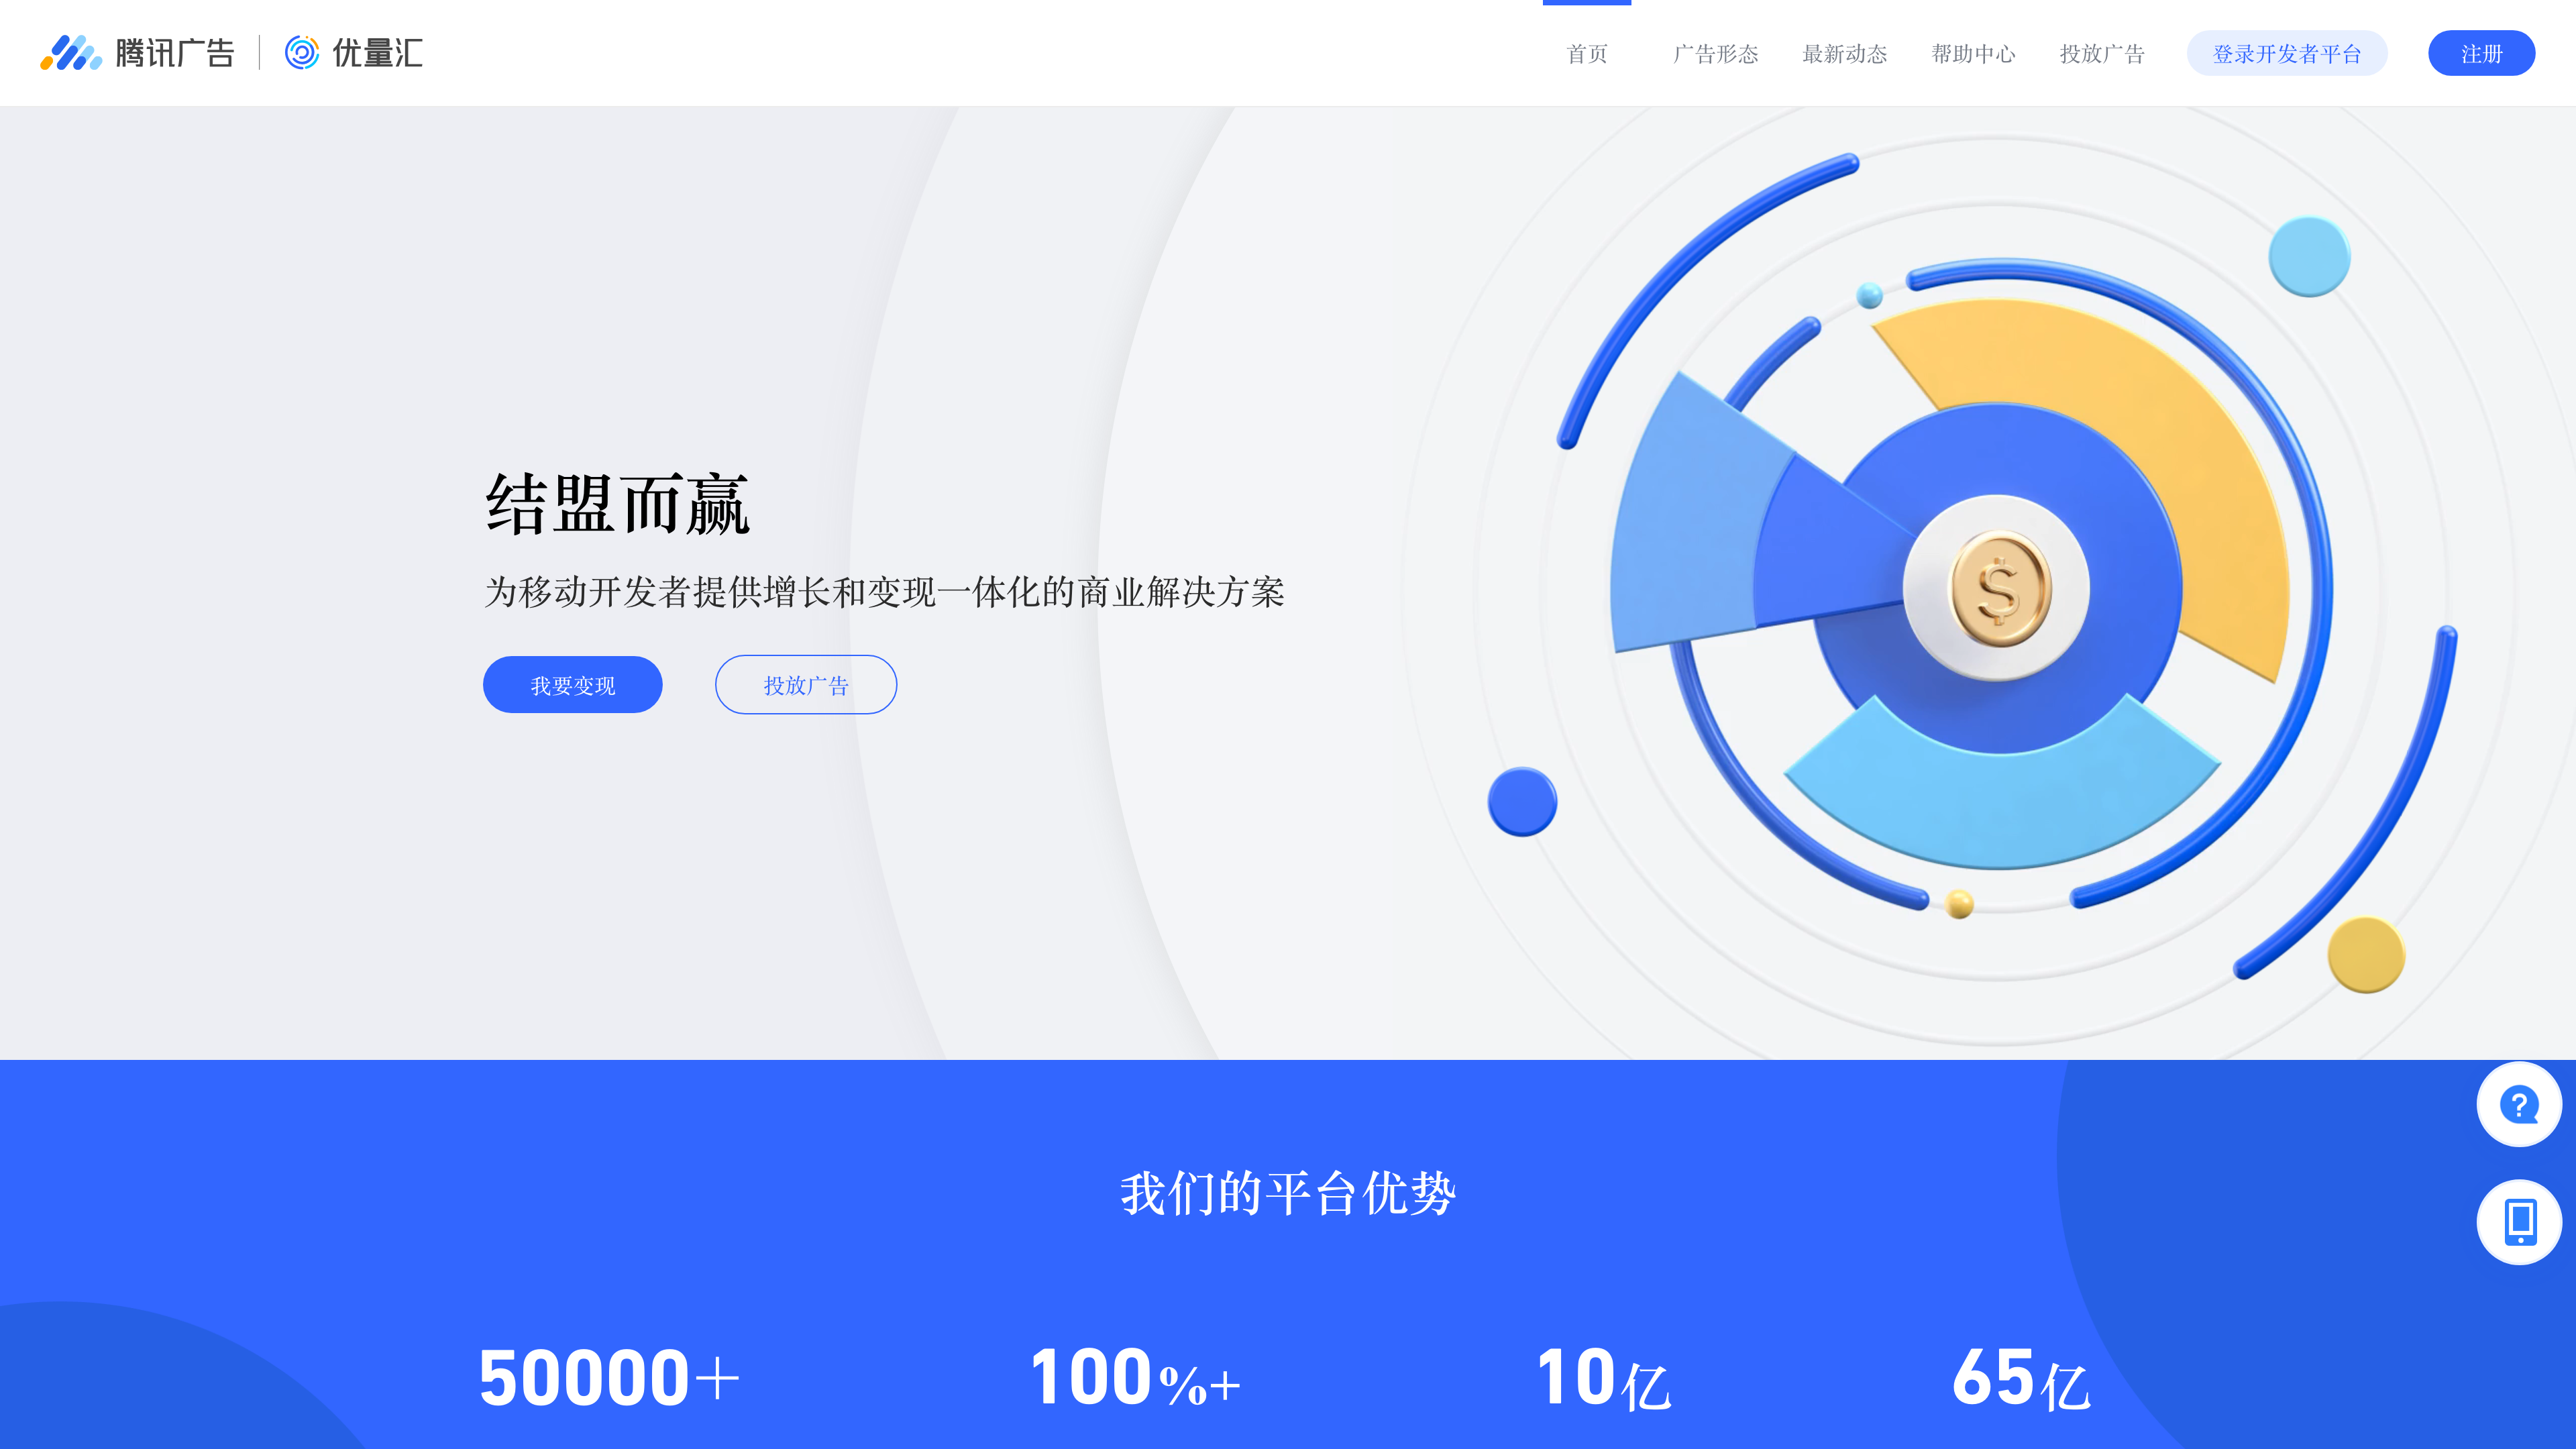 腾讯广告 优量汇
首页 广告形态 最新动态 帮助中心 投放广告 登录开发者平台 注册
结盟而赢
为移动开发者提供增长和变现一体化的商业解决方案
我要变现 投放广告
$
?
我们的平台优势
50000+ 100%+ 10亿 65亿